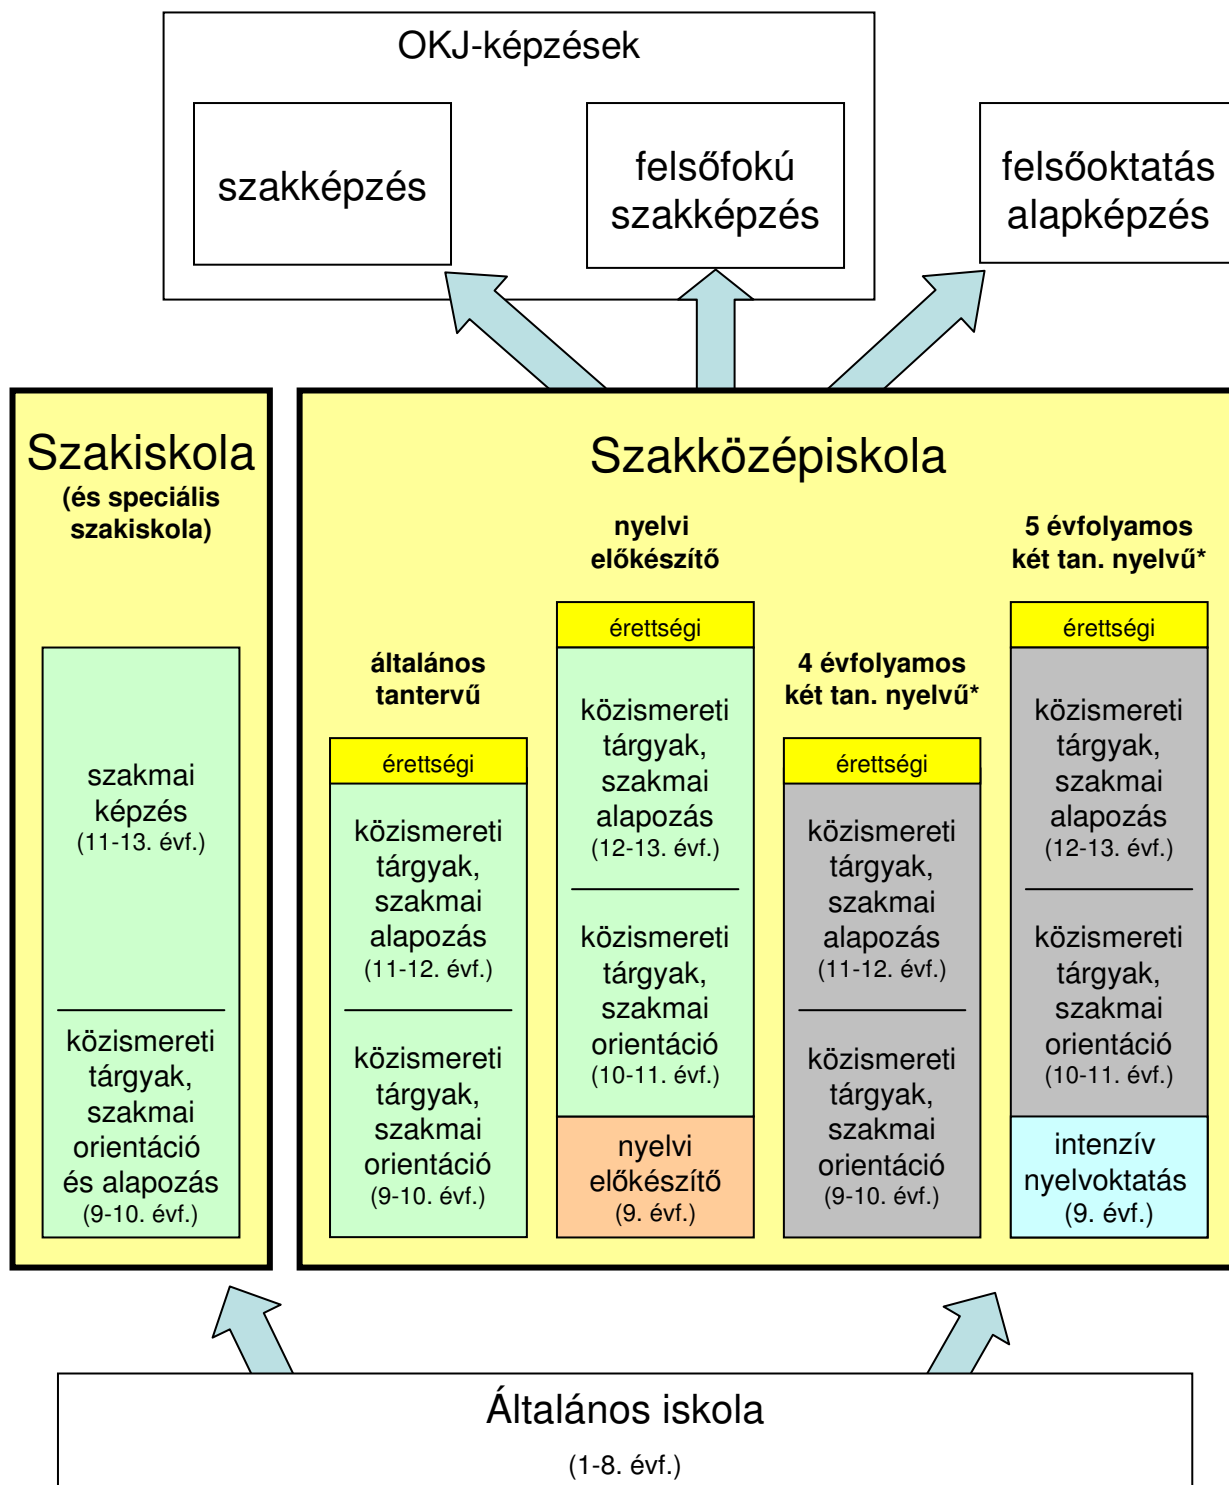 OKJ-képzések
szakképzés
felsőfokú
szakképzés
felsőoktatás
alapképzés
Szakiskola
(és speciális
szakiskola)
szakmai
képzés
(11-13. évf.)
közismereti
tárgyak,
szakmai
orientáció
és alapozás
(9-10. évf.)
Szakközépiskola
általános
tantervű
érettségi
közismereti
tárgyak,
szakmai
alapozás
(11-12. évf.)
közismereti
tárgyak,
szakmai
orientáció
(9-10. évf.)
nyelvi
előkészítő
érettségi
közismereti
tárgyak,
szakmai
alapozás
(12-13. évf.)
közismereti
tárgyak,
szakmai
orientáció
(10-11. évf.)
nyelvi
előkészítő
(9. évf.)
4 évfolyamos
két tan. nyelvű*
érettségi
közismereti
tárgyak,
szakmai
alapozás
(11-12. évf.)
közismereti
tárgyak,
szakmai
orientáció
(9-10. évf.)
5 évfolyamos
két tan. nyelvű*
érettségi
közismereti
tárgyak,
szakmai
alapozás
(12-13. évf.)
közismereti
tárgyak,
szakmai
orientáció
(10-11. évf.)
intenzív
nyelvoktatás
(9. évf.)
Általános iskola
(1-8. évf.)